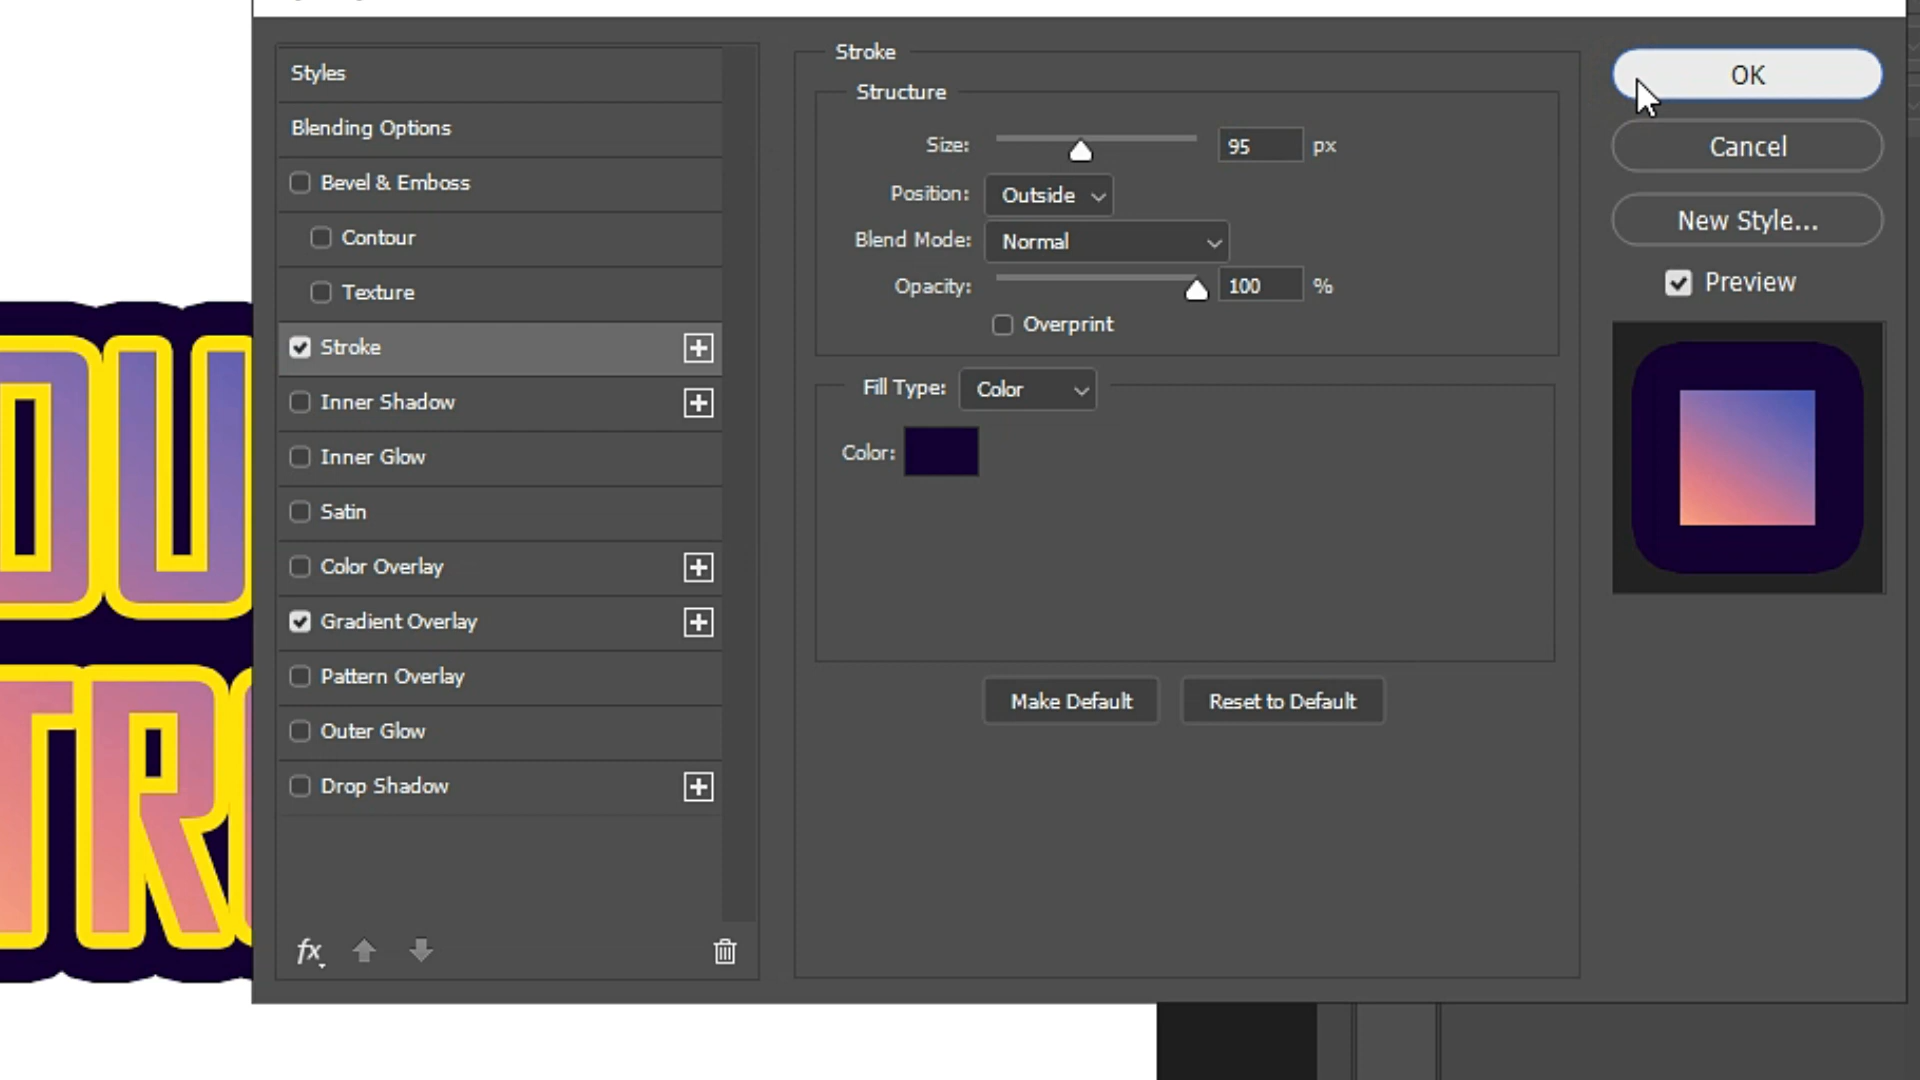 Stroke
Styles
Structure
OK
Blending Options
Size: 95 px
Cancel
Bevel & Emboss
Position: Outside
New Style...
Contour
Blend Mode: Normal
Preview
Texture
Opacity: 100 %
Overprint
Stroke
Fill Type: Color
Inner Shadow
Color:
Inner Glow
Satin
Color Overlay
Gradient Overlay
Pattern Overlay
Make Default
Reset to Default
Outer Glow
Drop Shadow
fx
DU
TR